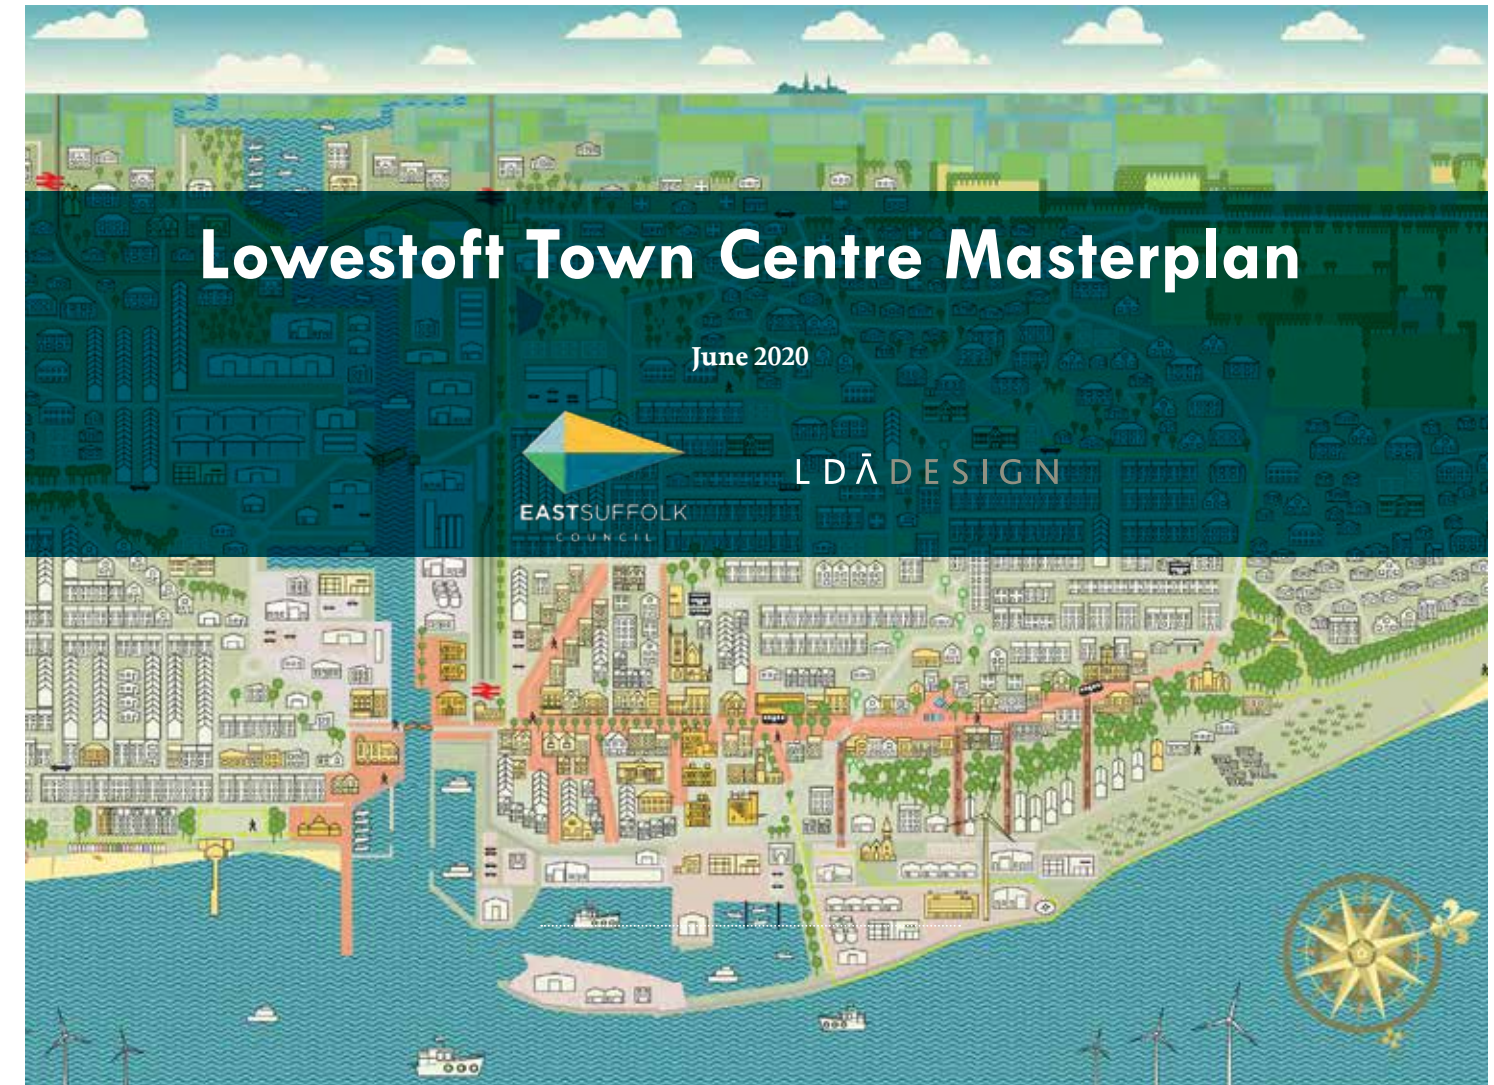 Lowestoft Town Centre Masterplan
June 2020
EASTSUFFOLK
COUNCIL
LDĀDESIGN